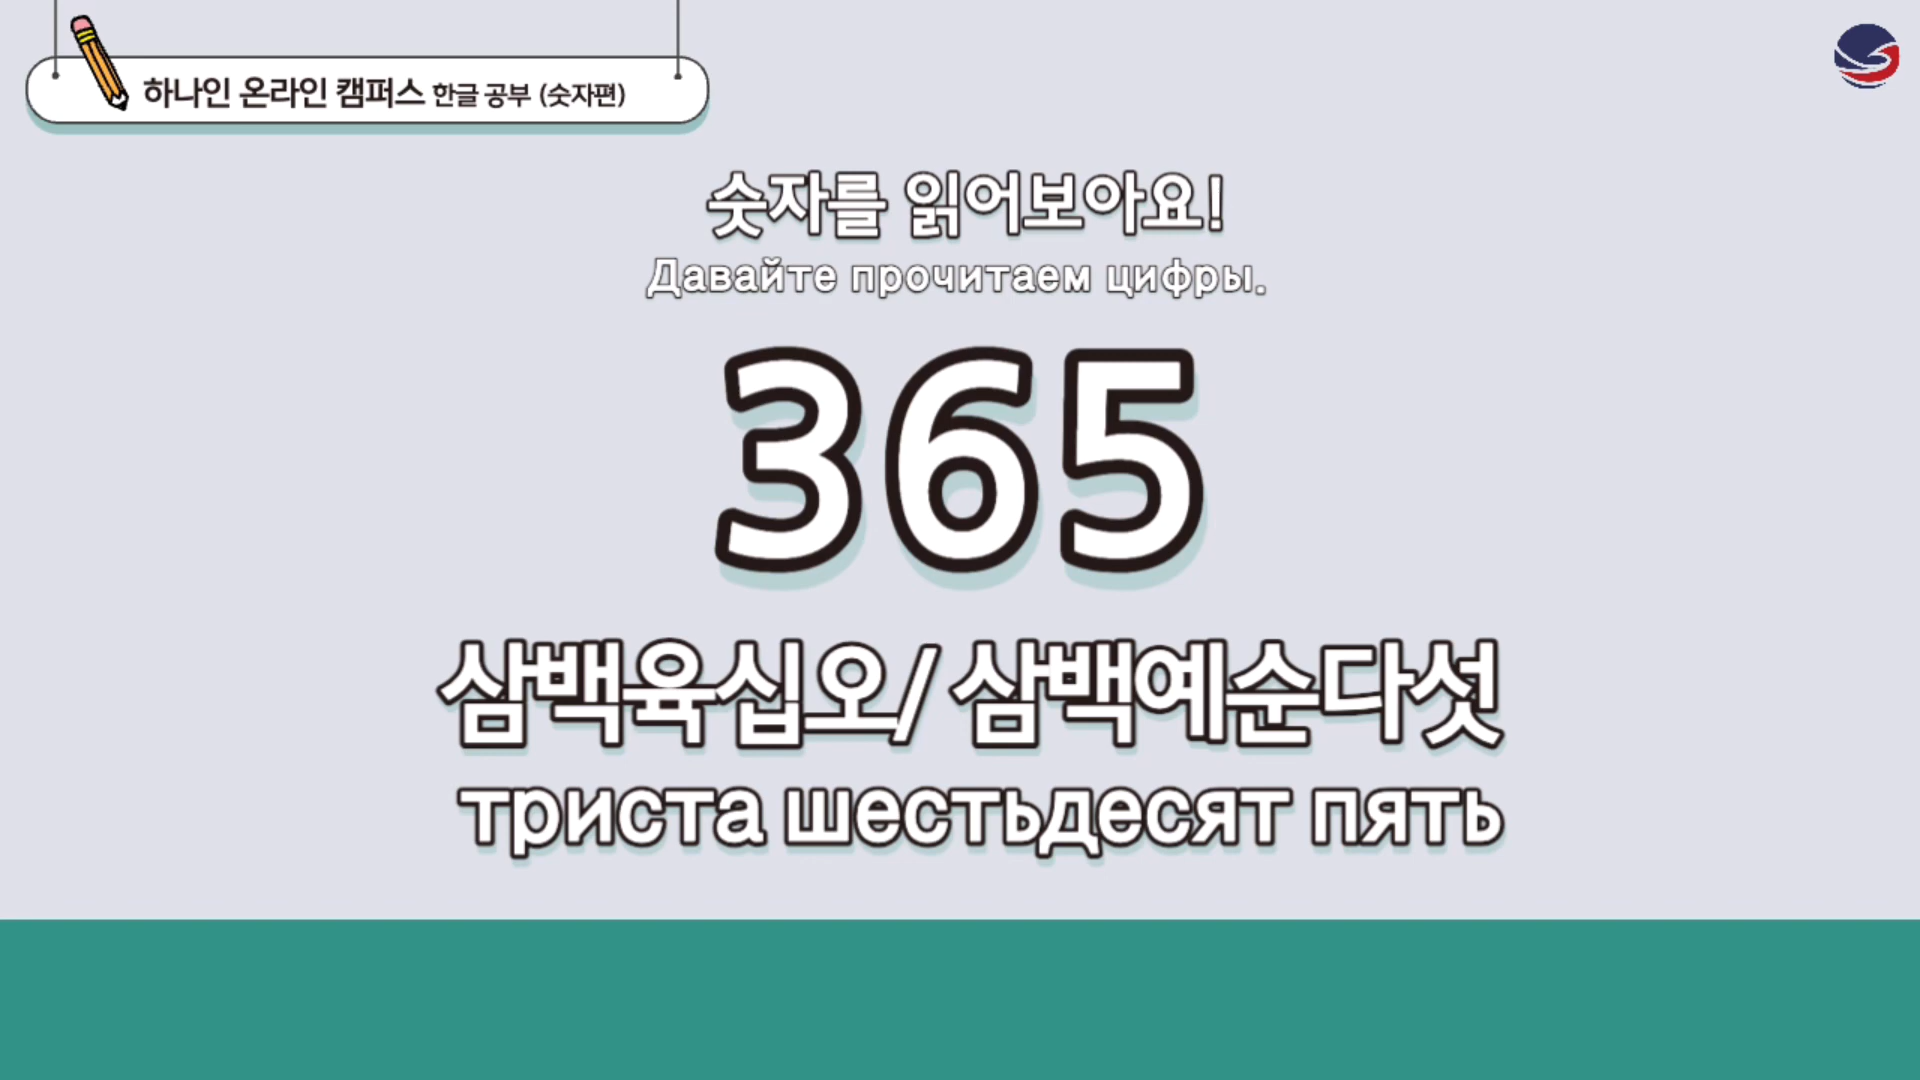 하나인 온라인 캠퍼스 한글 공부 (숫자편)
숫자를 읽어보아요!
Давайте прочитаем цифры.
365
삼백육십오/ 삼백예순다섯
триста шестьдесят пять